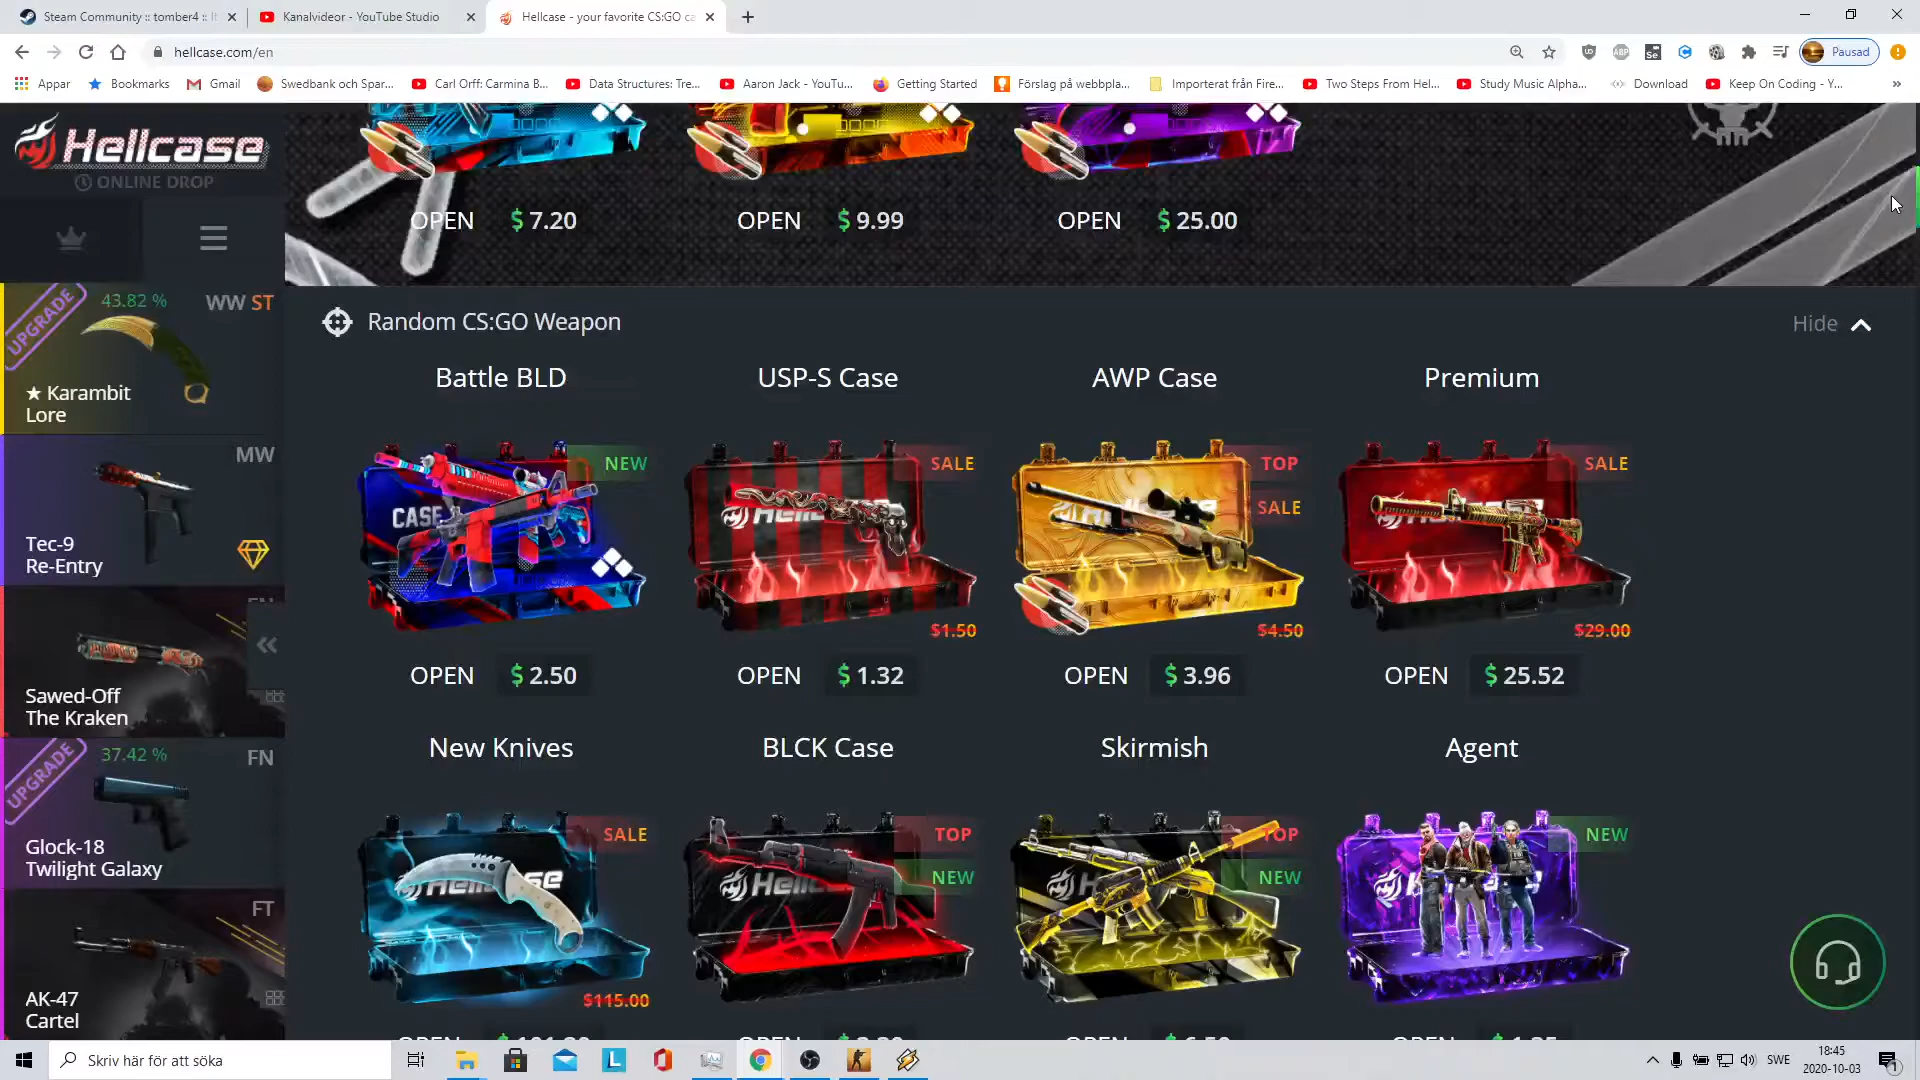 Steam Community :: tomber4 :: It
Kanalvideor - YouTube Studio
Hellcase - your favorite CS:GO ca
hellcase.com/en
Pausad
Appar
Bookmarks
Gmail
Swedbank och Spar...
Carl Orff: Carmina B...
Data Structures: Tre...
Aaron Jack - YouTu...
Getting Started
Förslag på webbpla...
Importerat från Fire...
Two Steps From Hel...
Study Music Alpha...
Download
Keep On Coding - Y...
Hellcase
ONLINE DROP
OPEN $ 7.20
OPEN $ 9.99
OPEN $ 25.00
UPGRADE
43.82 %
WW ST
★ Karambit
Lore
MW
Tec-9
Re-Entry
Sawed-Off
The Kraken
UPGRADE
37.42 %
FN
Glock-18
Twilight Galaxy
FT
AK-47
Cartel
Random CS:GO Weapon
Hide
Battle BLD
USP-S Case
AWP Case
Premium
NEW
CASE
SALE
TOP
SALE
SALE
$1.50
$4.50
$29.00
OPEN $ 2.50
OPEN $ 1.32
OPEN $ 3.96
OPEN $ 25.52
New Knives
BLCK Case
Skirmish
Agent
SALE
TOP
NEW
TOP
NEW
NEW
$115.00
Skriv här för att söka
SWE
18:45
2020-10-03